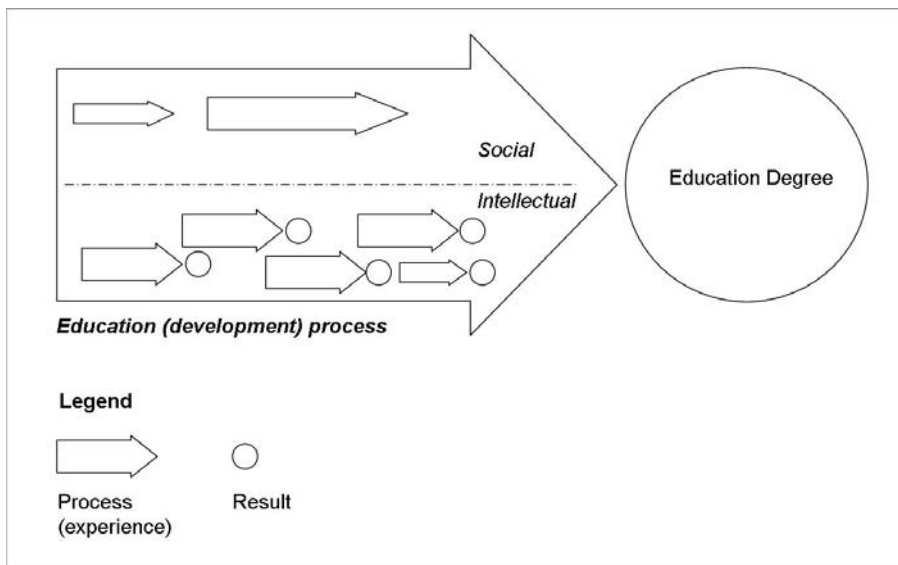 Social
Education Degree
Intellectual
Education (development) process
Legend
Process
(experience)
Result